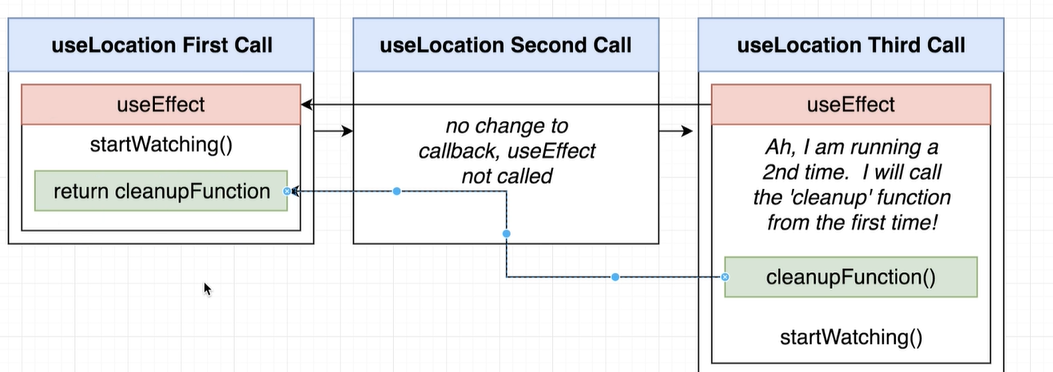 useLocation First Call
useEffect
startWatching()
return cleanupFunction
useLocation Second Call
no change to
callback, useEffect
not called
useLocation Third Call
useEffect
Ah, I am running a
2nd time.  I will call
the 'cleanup' function
from the first time!
cleanupFunction()
startWatching()